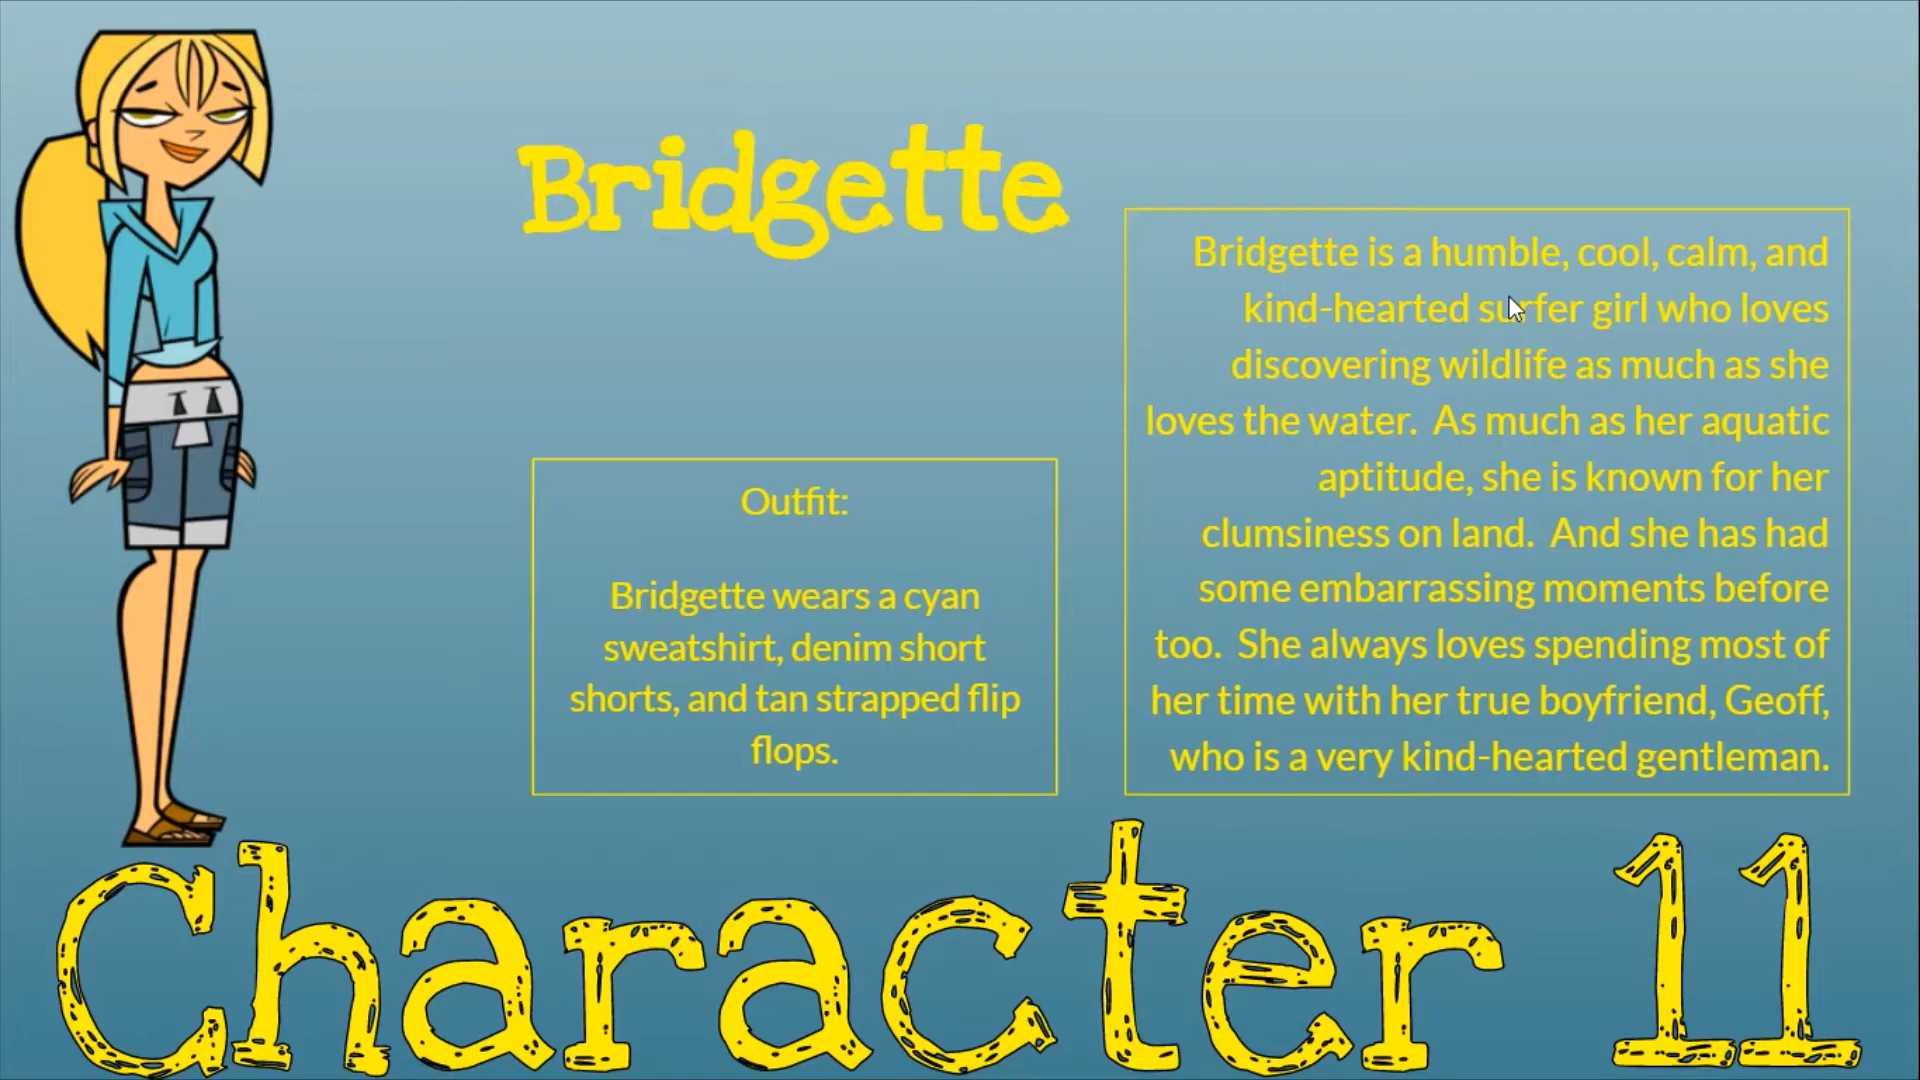 Bridgette
Bridgette is a humble, cool, calm, and
kind-hearted surfer girl who loves
discovering wildlife as much as she
loves the water.  As much as her aquatic
aptitude, she is known for her
clumsiness on land.  And she has had
some embarrassing moments before
too.  She always loves spending most of
her time with her true boyfriend, Geoff,
who is a very kind-hearted gentleman.
Outfit:
Bridgette wears a cyan
sweatshirt, denim short
shorts, and tan strapped flip
flops.
Character 11